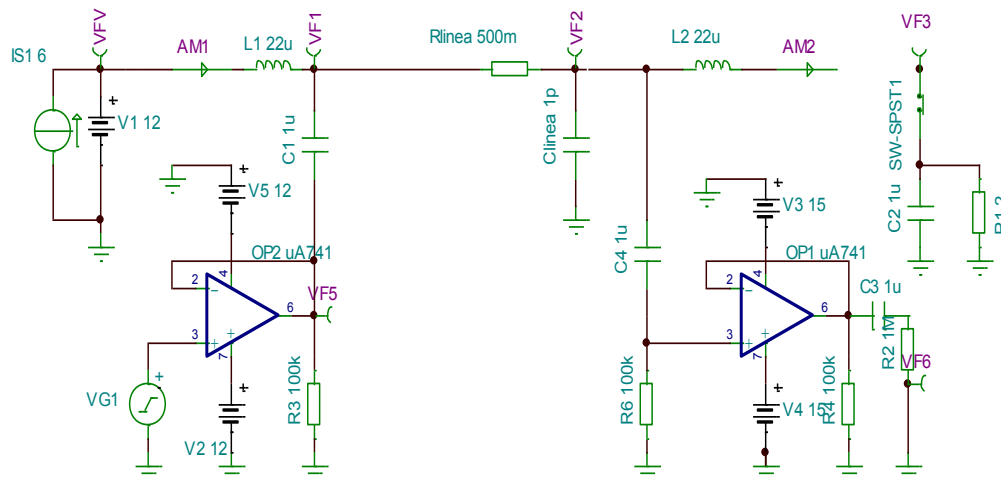 VFV
VF1
VF2
VF3
IS1 6
AM1
L1 22u
Rlinea 500m
L2 22u
AM2
V1 12
C1 1u
Clinea 1p
SW-SPST1
V5 12
V3 15
C2 1u
R1 2
OP2 uA741
C4 1u
OP1 uA741
2
4
6
3
7
VF5
2
4
6
3
7
C3 1u
R2 1M
VF6
VG1
V2 12
R3 100k
R6 100k
V4 15
R4 100k